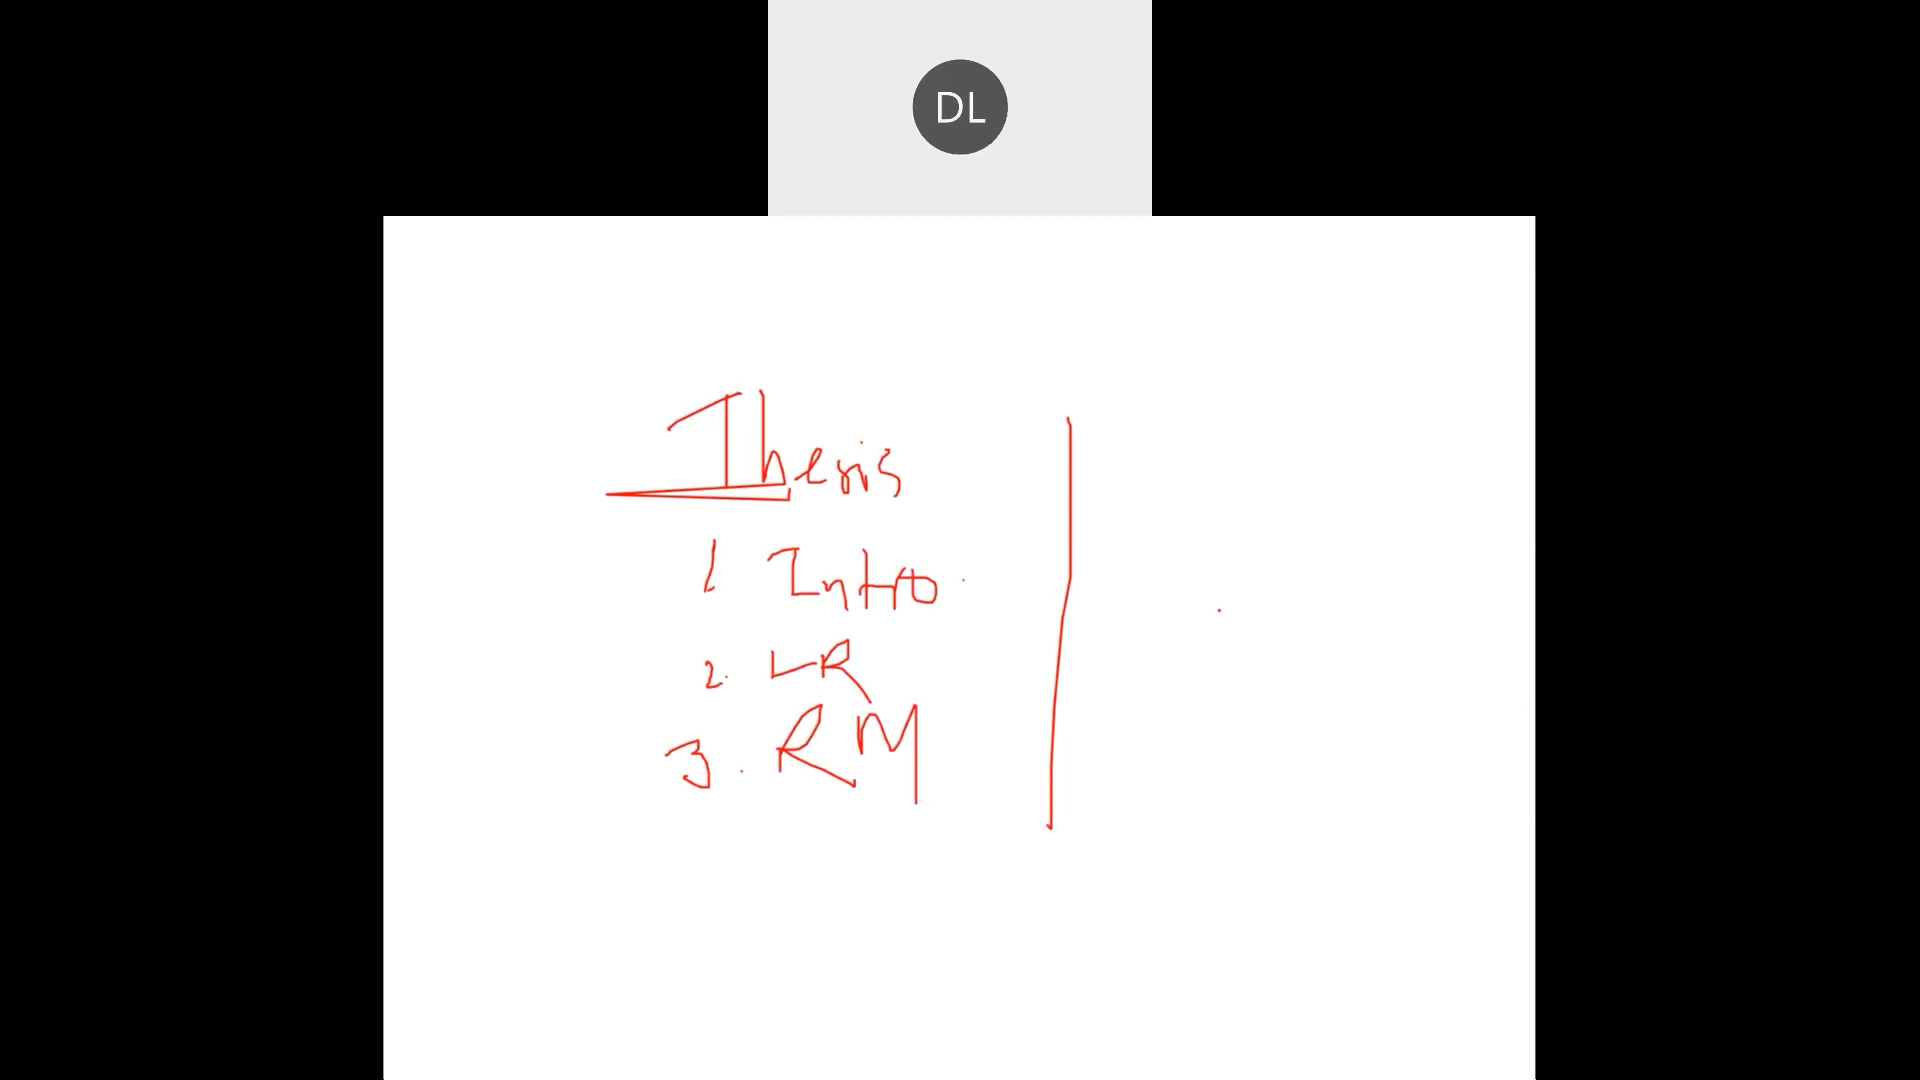 DL
Thesis
1 Intro
2. LR
3. RM